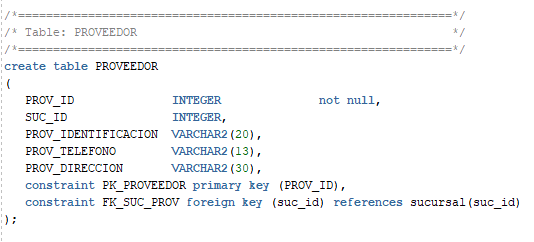 /*==============================================================*/
/* Table: PROVEEDOR                                             */
/*==============================================================*/
create table PROVEEDOR
(
   PROV_ID              INTEGER              not null,
   SUC_ID               INTEGER,
   PROV_IDENTIFICACION  VARCHAR2(20),
   PROV_TELEFONO        VARCHAR2(13),
   PROV_DIRECCION       VARCHAR2(30),
   constraint PK_PROVEEDOR primary key (PROV_ID),
   constraint FK_SUC_PROV foreign key (suc_id) references sucursal(suc_id)
);